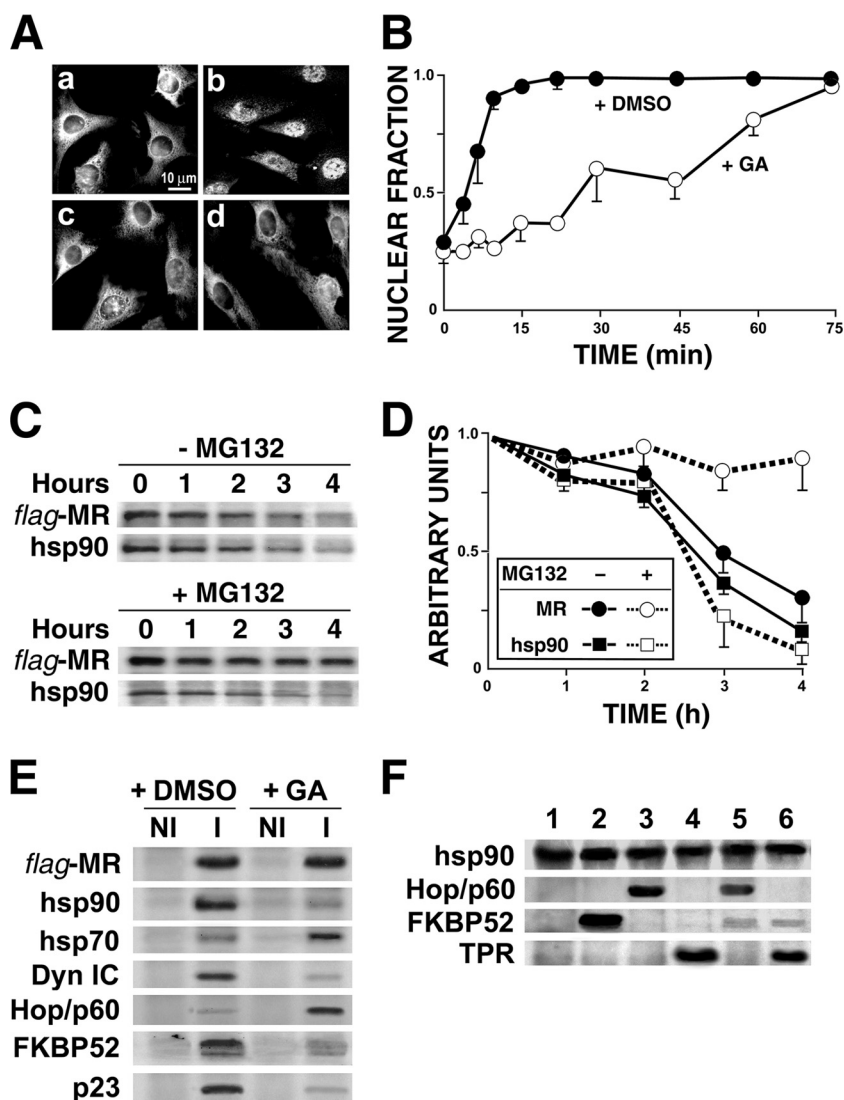 A
a
b
10 µm
c
d
B
NUCLEAR FRACTION
1.0
0.5
0
+ DMSO
+ GA
0 15 30 45 60 75
TIME (min)
C
- MG132
Hours 0 1 2 3 4
flag-MR
hsp90
+ MG132
Hours 0 1 2 3 4
flag-MR
hsp90
D
ARBITRARY UNITS
1.0
0.5
0
MG132 – +
MR
hsp90
0 1 2 3 4
TIME (h)
E
+ DMSO + GA
NI I NI I
flag-MR
hsp90
hsp70
Dyn IC
Hop/p60
FKBP52
p23
F
1 2 3 4 5 6
hsp90
Hop/p60
FKBP52
TPR